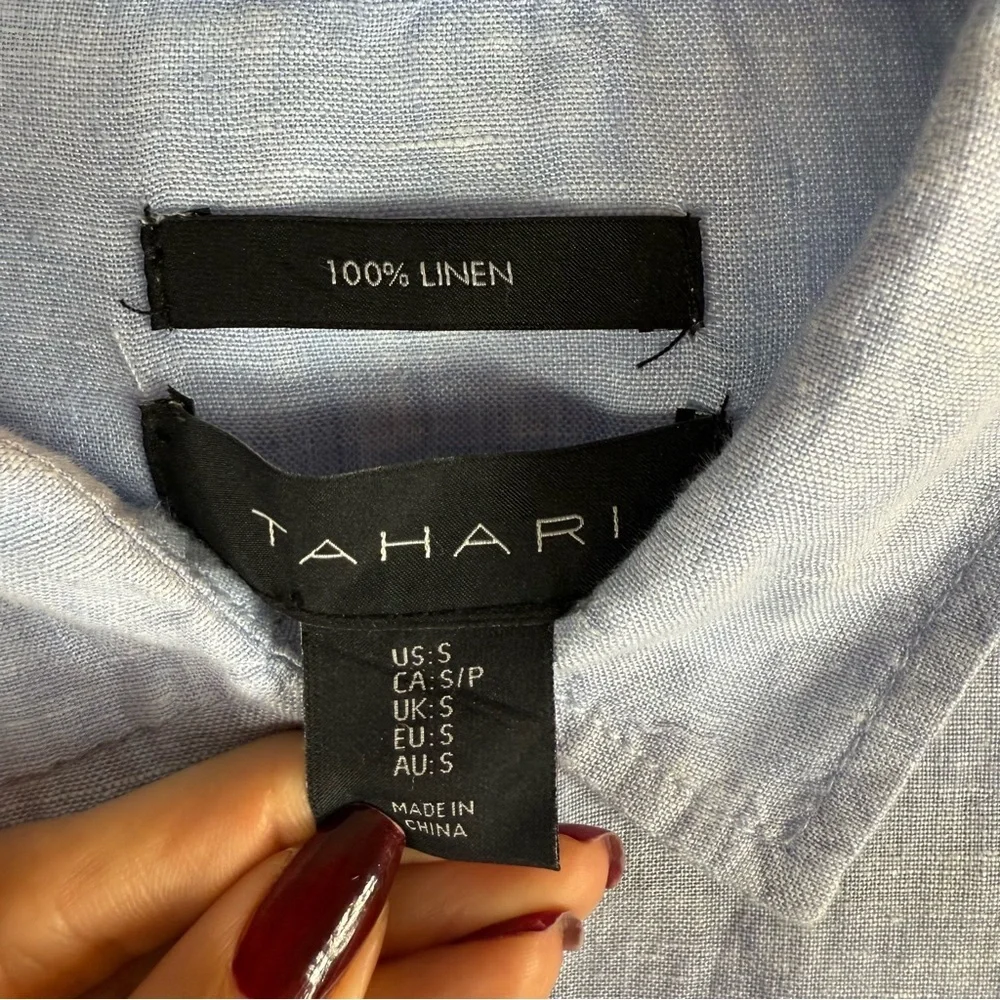 100% LINEN
TAHARI
US:S
CA:S/P
UK:S
EU:S
AU:S
MADE IN
CHINA